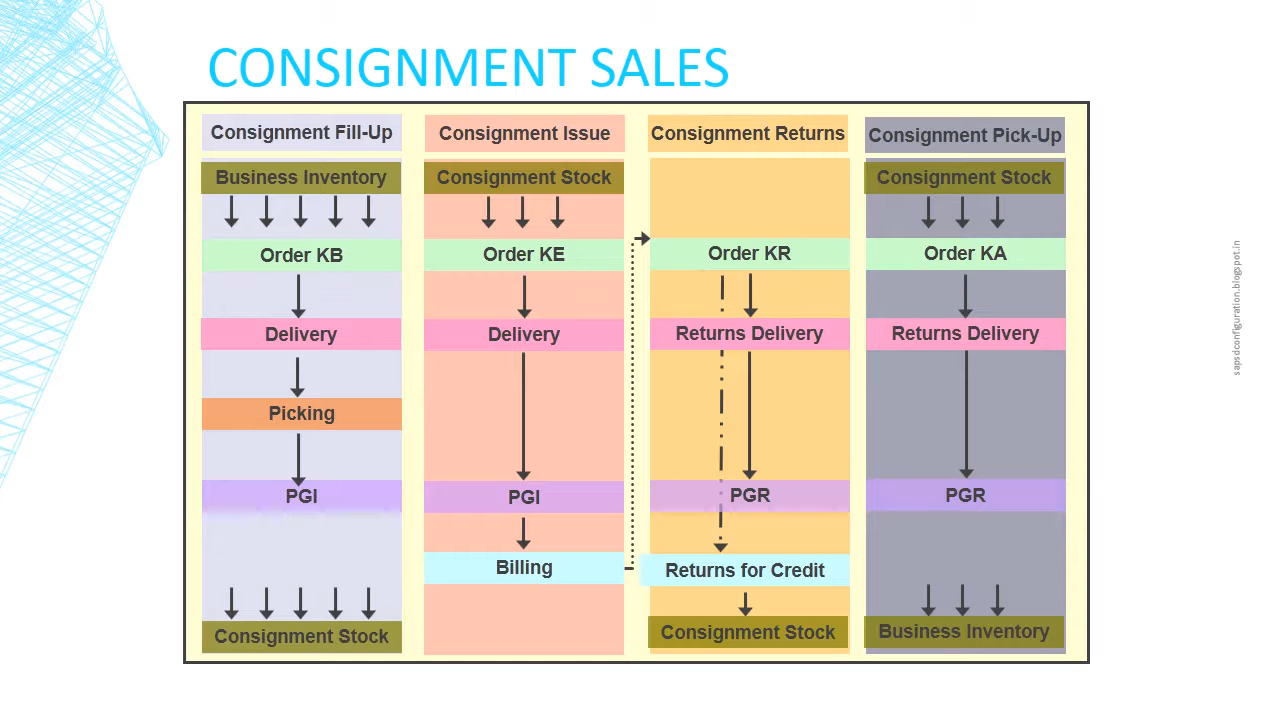 CONSIGNMENT SALES
Consignment Fill-Up
Business Inventory
Order KB
Delivery
Picking
PGI
Consignment Stock
Consignment Issue
Consignment Stock
Order KE
Delivery
PGI
Billing
Consignment Returns
Order KR
Returns Delivery
PGR
Returns for Credit
Consignment Stock
Consignment Pick-Up
Consignment Stock
Order KA
Returns Delivery
PGR
Business Inventory
sapsdconfiguration.blogspot.in